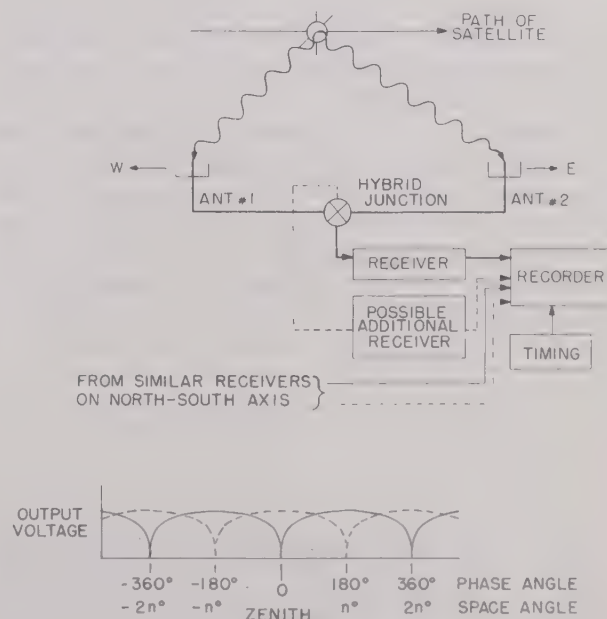 PATH OF
SATELLITE
W
E
ANT #1
HYBRID
JUNCTION
ANT #2
RECEIVER
RECORDER
POSSIBLE
ADDITIONAL
RECEIVER
TIMING
FROM SIMILAR RECEIVERS
ON NORTH-SOUTH AXIS
OUTPUT
VOLTAGE
-360° -180° 0 180° 360° PHASE ANGLE
-2n° -n° ZENITH n° 2n° SPACE ANGLE